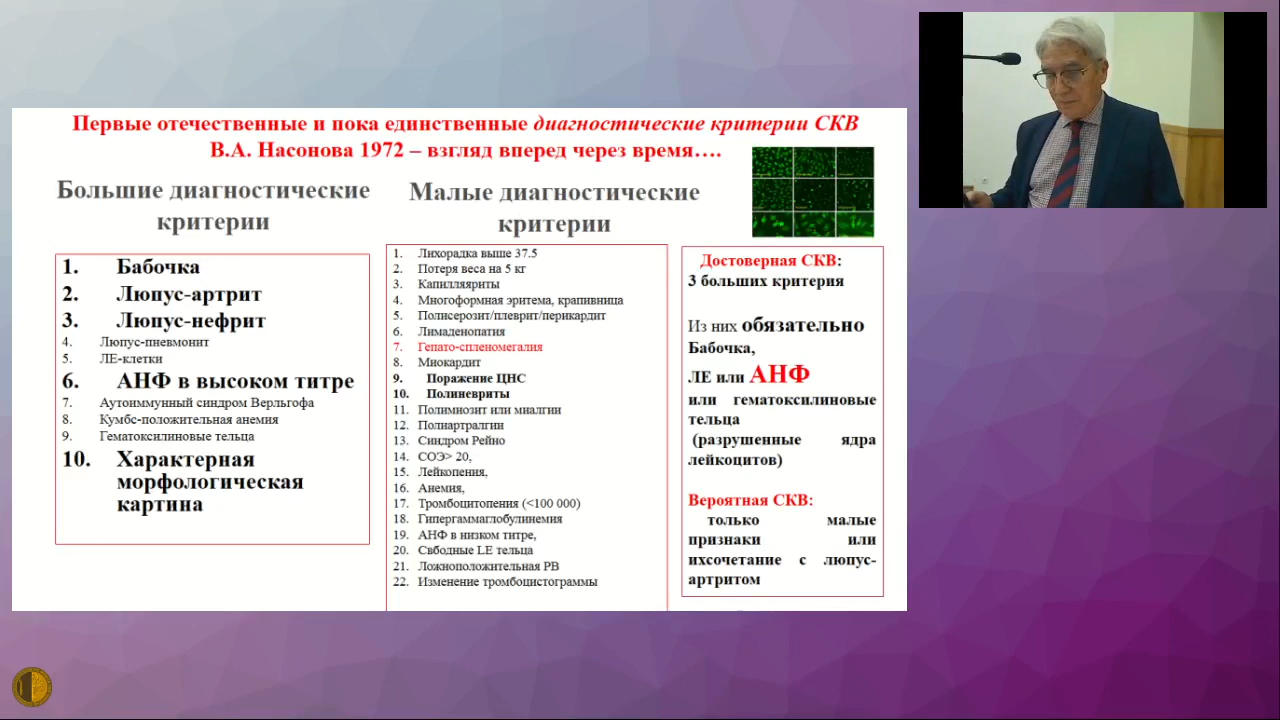 Первые отечественные и пока единственные диагностические критерии СКВ
В.А. Насонова 1972 – взгляд вперед через время….
Большие диагностические
критерии
1. Бабочка
2. Люпус-артрит
3. Люпус-нефрит
4. Люпус-пневмонит
5. ЛЕ-клетки
6. АНФ в высоком титре
7. Аутоиммунный синдром Верльгофа
8. Кумбс-положительная анемия
9. Гематоксилиновые тельца
10. Характерная
морфологическая
картина
Малые диагностические
критерии
1. Лихорадка выше 37.5
2. Потеря веса на 5 кг
3. Капилляриты
4. Многоформная эритема, крапивница
5. Полисерозит/плеврит/перикардит
6. Лимаденопатия
7. Гепато-спленомегалия
8. Миокардит
9. Поражение ЦНС
10. Полиневриты
11. Полимиозит или миалгии
12. Полиартралгии
13. Синдром Рейно
14. СОЭ> 20,
15. Лейкопения,
16. Анемия,
17. Тромбоцитопения (<100 000)
18. Гипергаммаглобулинемия
19. АНФ в низком титре,
20. Свбодные LE тельца
21. Ложноположительная РВ
22. Изменение тромбоцистограммы
Достоверная СКВ:
3 больших критерия
Из них обязательно
Бабочка,
ЛЕ или АНФ
или гематоксилиновые
тельца
(разрушенные ядра
лейкоцитов)
Вероятная СКВ:
только малые
признаки или
ихсочетание с люпус-
артритом